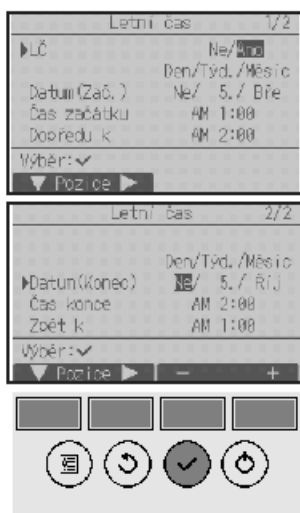 Letní čas 1/2
▶LČ Ne/Ano
Den/Týd./Měsíc
Datum(Zač.) Ne/ 5./ Bře
Čas začátku AM 1:00
Dopředu k AM 2:00
Výběr:✔
▼ Pozice ▶
Letní čas 2/2
Den/Týd./Měsíc
▶Datum(Konec) Ne/ 5./ Říj
Čas konce AM 2:00
Zpět k AM 1:00
Výběr:✔
▼ Pozice ▶ − +